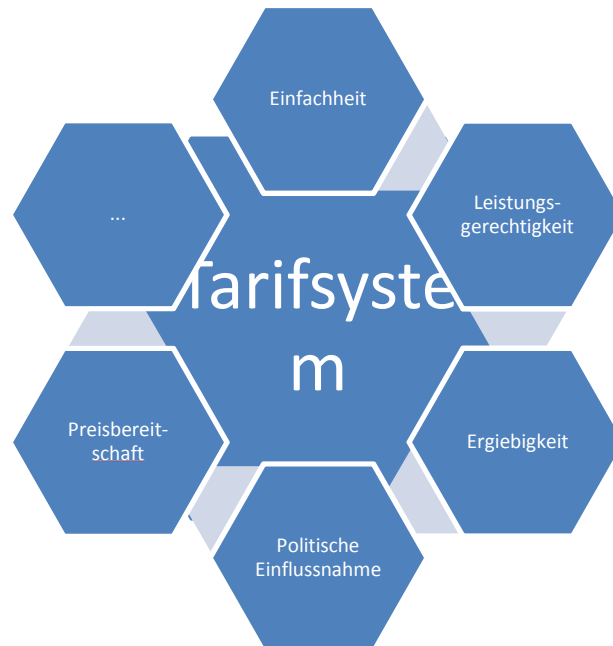 Einfachheit
Leistungs-
gerechtigkeit
...
Tarifsyste
m
Preisbereit-
schaft
Ergiebigkeit
Politische
Einflussnahme